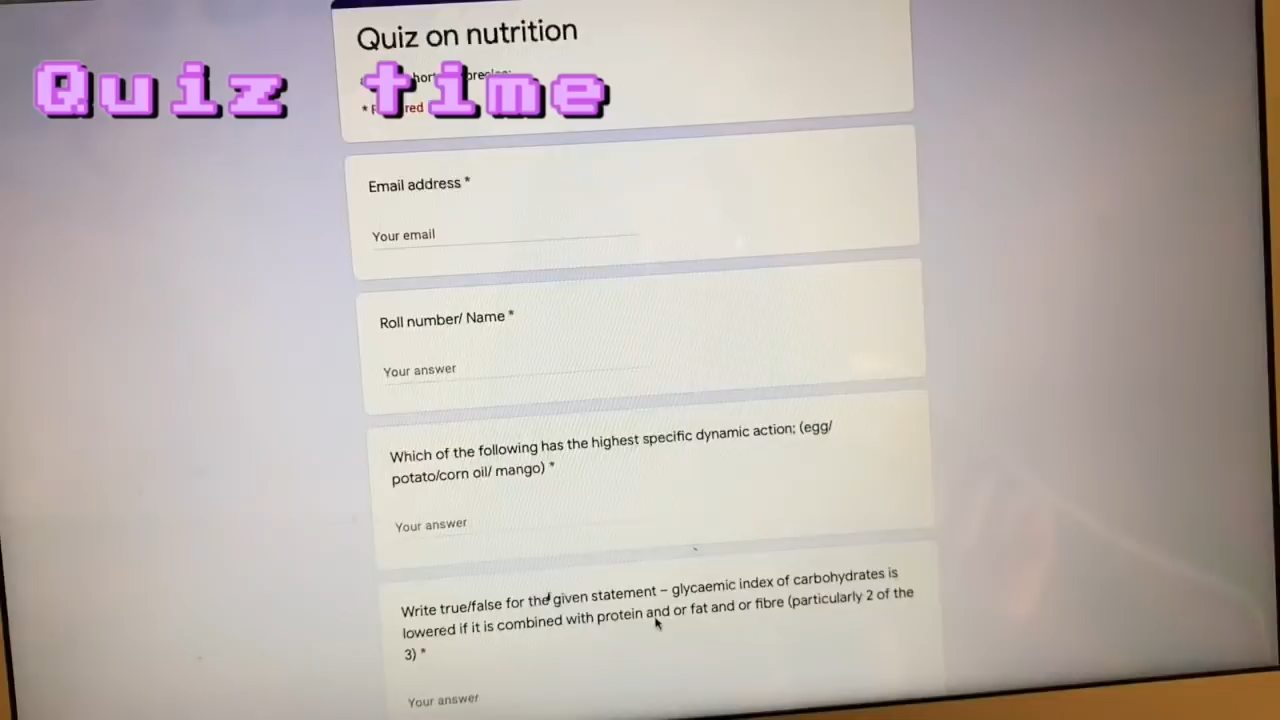 Quiz on nutrition
Quiz time
Email address *
Your email
Roll number/ Name *
Your answer
Which of the following has the highest specific dynamic action; (egg/
potato/corn oil/ mango) *
Your answer
Write true/false for the given statement – glycaemic index of carbohydrates is
lowered if it is combined with protein and or fat and or fibre (particularly 2 of the
3) *
Your answer